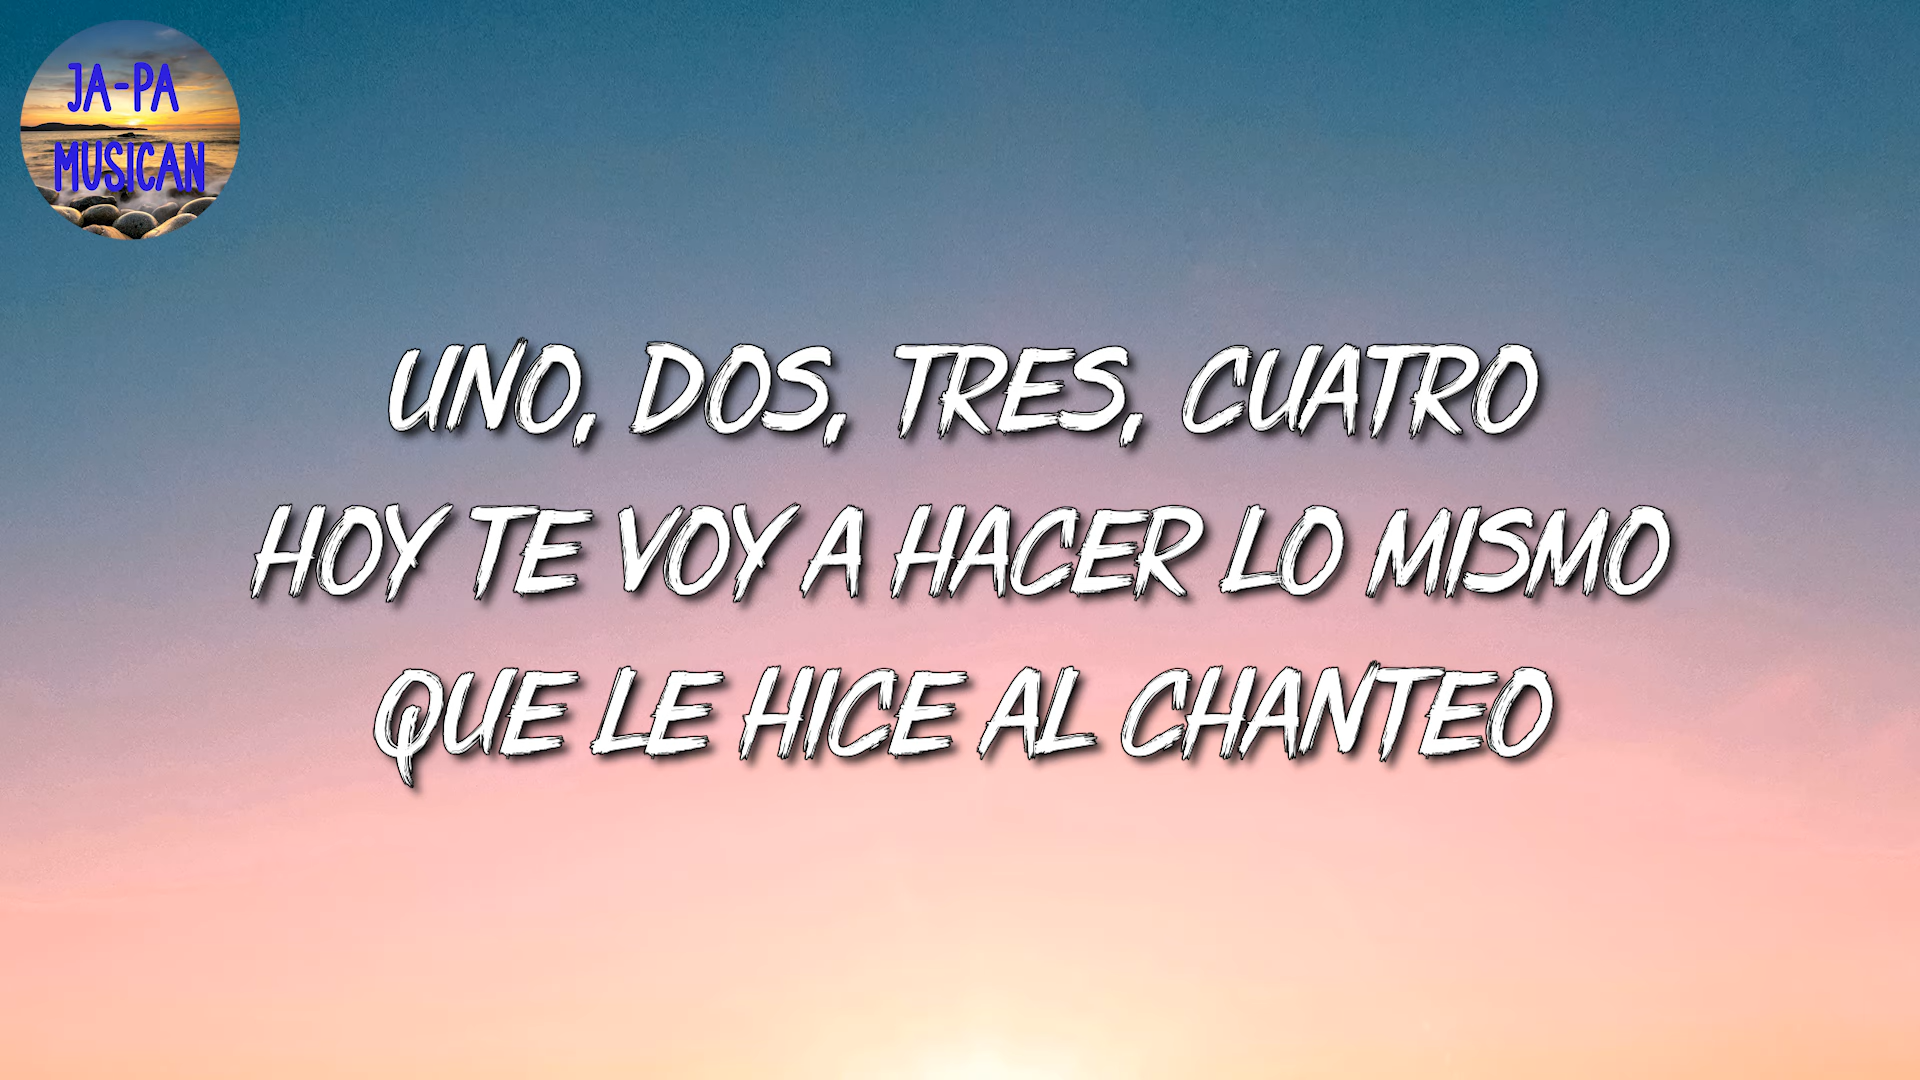 JA-PA
MUSICAN
UNO, DOS, TRES, CUATRO
HOY TE VOY A HACER LO MISMO
QUE LE HICE AL CHANTEO